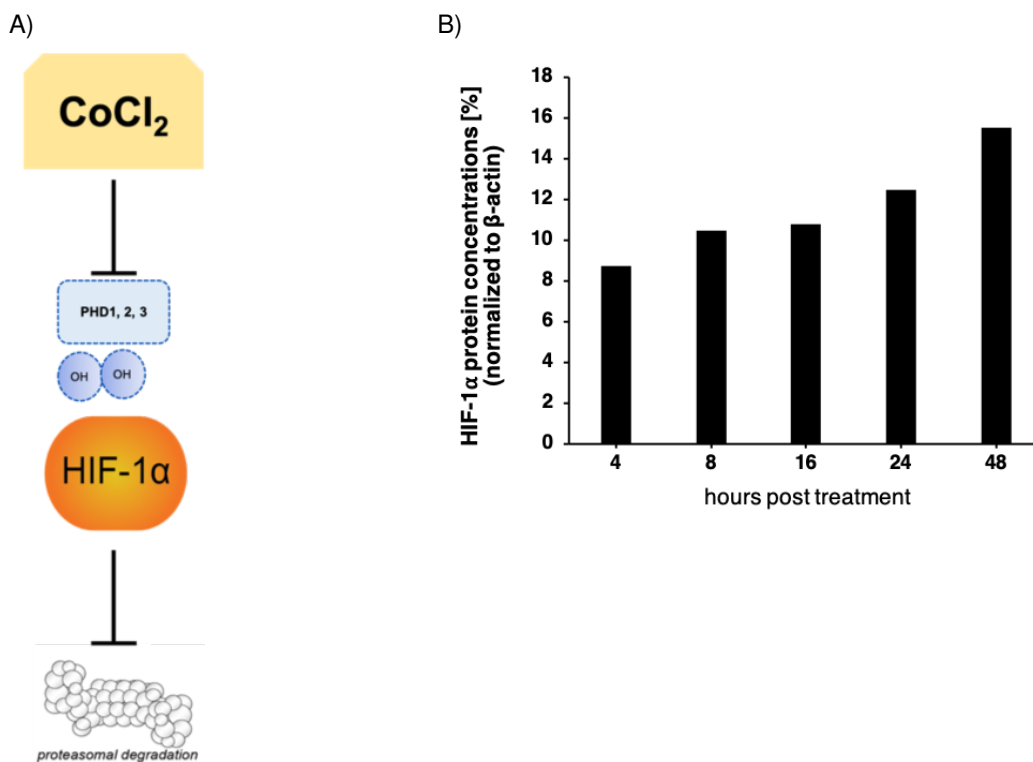 A)
CoCl₂
PHD1, 2, 3
OH OH
HIF-1α
proteasomal degradation
B)
HIF-1α protein concentrations [%]
(normalized to β-actin)
18
16
14
12
10
8
6
4
2
0
4 8 16 24 48
hours post treatment